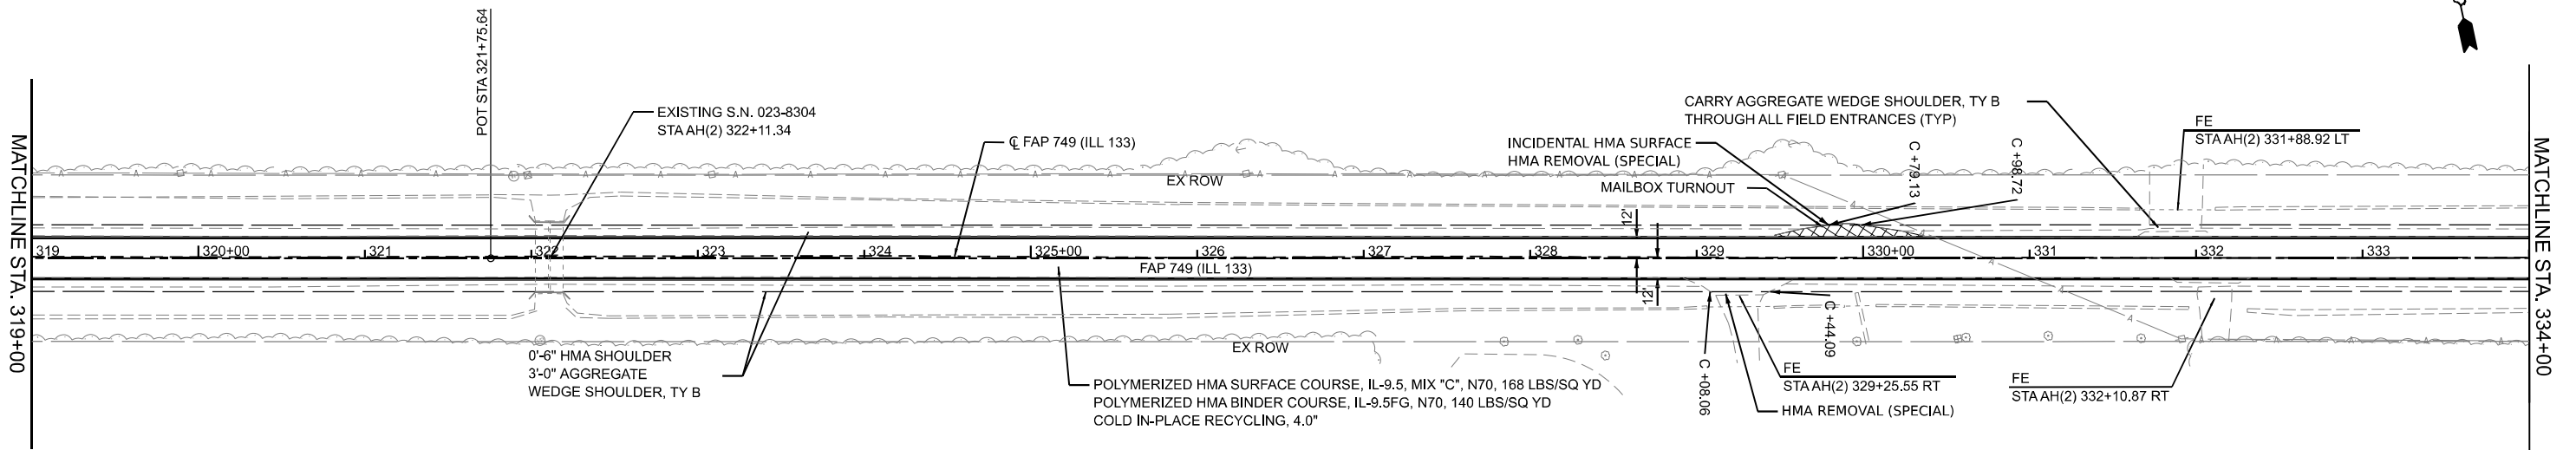 MATCHLINE STA. 319+00
POT STA 321+75.64
EXISTING S.N. 023-8304
STA AH(2) 322+11.34
℄ FAP 749 (ILL 133)
EX ROW
INCIDENTAL HMA SURFACE
HMA REMOVAL (SPECIAL)
MAILBOX TURNOUT
CARRY AGGREGATE WEDGE SHOULDER, TY B
THROUGH ALL FIELD ENTRANCES (TYP)
C +79.13
C +98.72
FE
STA AH(2) 331+88.92 LT
MATCHLINE STA. 334+00
12'
319 320+00 321 322 323 324 325+00 326 327 328 329 330+00 331 332 333
FAP 749 (ILL 133)
12'
0'-6" HMA SHOULDER
3'-0" AGGREGATE
WEDGE SHOULDER, TY B
EX ROW
POLYMERIZED HMA SURFACE COURSE, IL-9.5, MIX "C", N70, 168 LBS/SQ YD
POLYMERIZED HMA BINDER COURSE, IL-9.5FG, N70, 140 LBS/SQ YD
COLD IN-PLACE RECYCLING, 4.0"
C +08.06
C +44.09
FE
STA AH(2) 329+25.55 RT
HMA REMOVAL (SPECIAL)
FE
STA AH(2) 332+10.87 RT